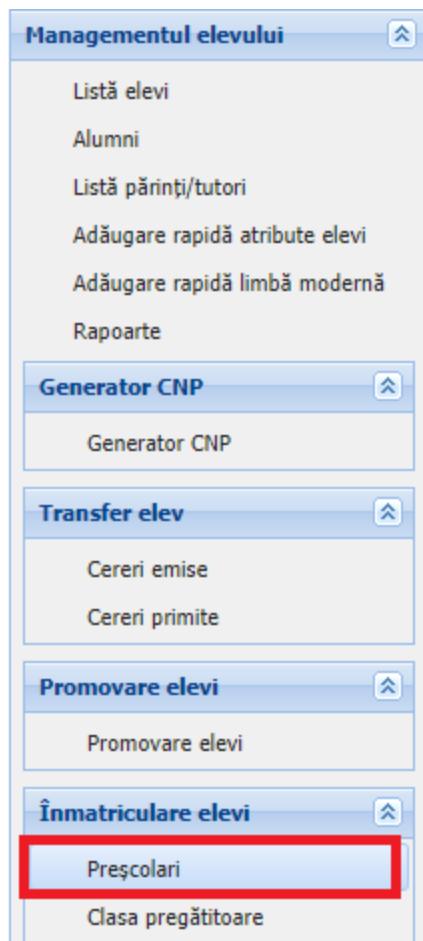 Managementul elevului
Listă elevi
Alumni
Listă părinți/tutori
Adăugare rapidă atribute elevi
Adăugare rapidă limbă modernă
Rapoarte
Generator CNP
Generator CNP
Transfer elev
Cereri emise
Cereri primite
Promovare elevi
Promovare elevi
Înmatriculare elevi
Preșcolari
Clasa pregătitoare